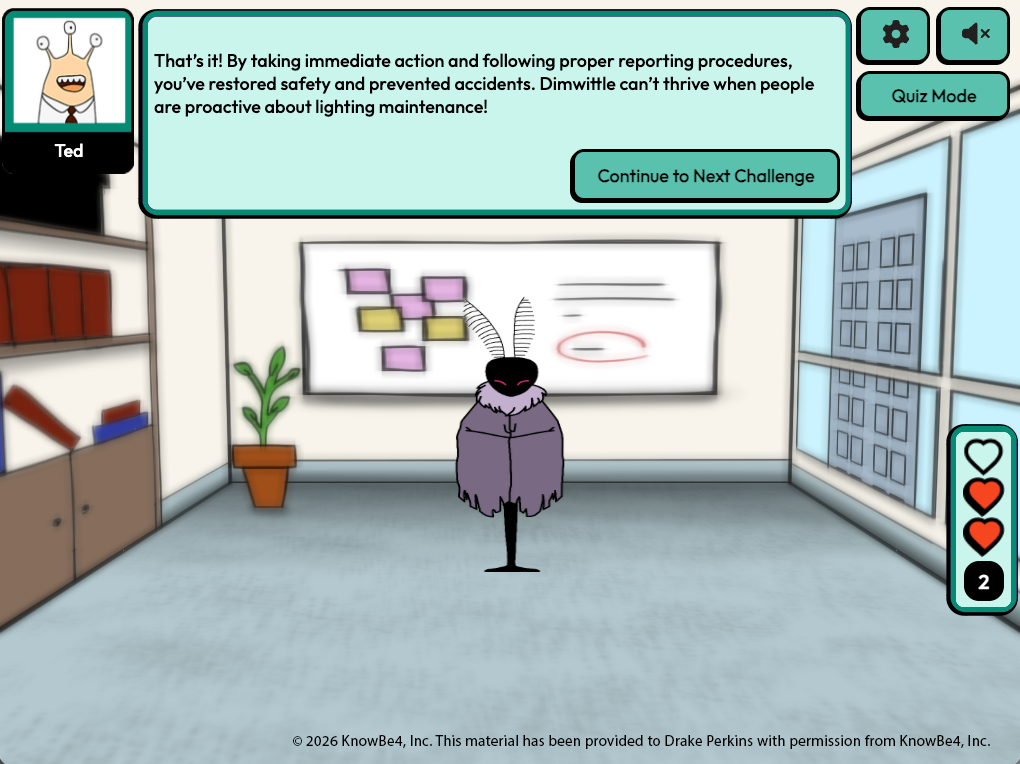 That's it! By taking immediate action and following proper reporting procedures,
you've restored safety and prevented accidents. Dimwittle can't thrive when people
are proactive about lighting maintenance!
Continue to Next Challenge
Quiz Mode
Ted
2
© 2026 KnowBe4, Inc. This material has been provided to Drake Perkins with permission from KnowBe4, Inc.